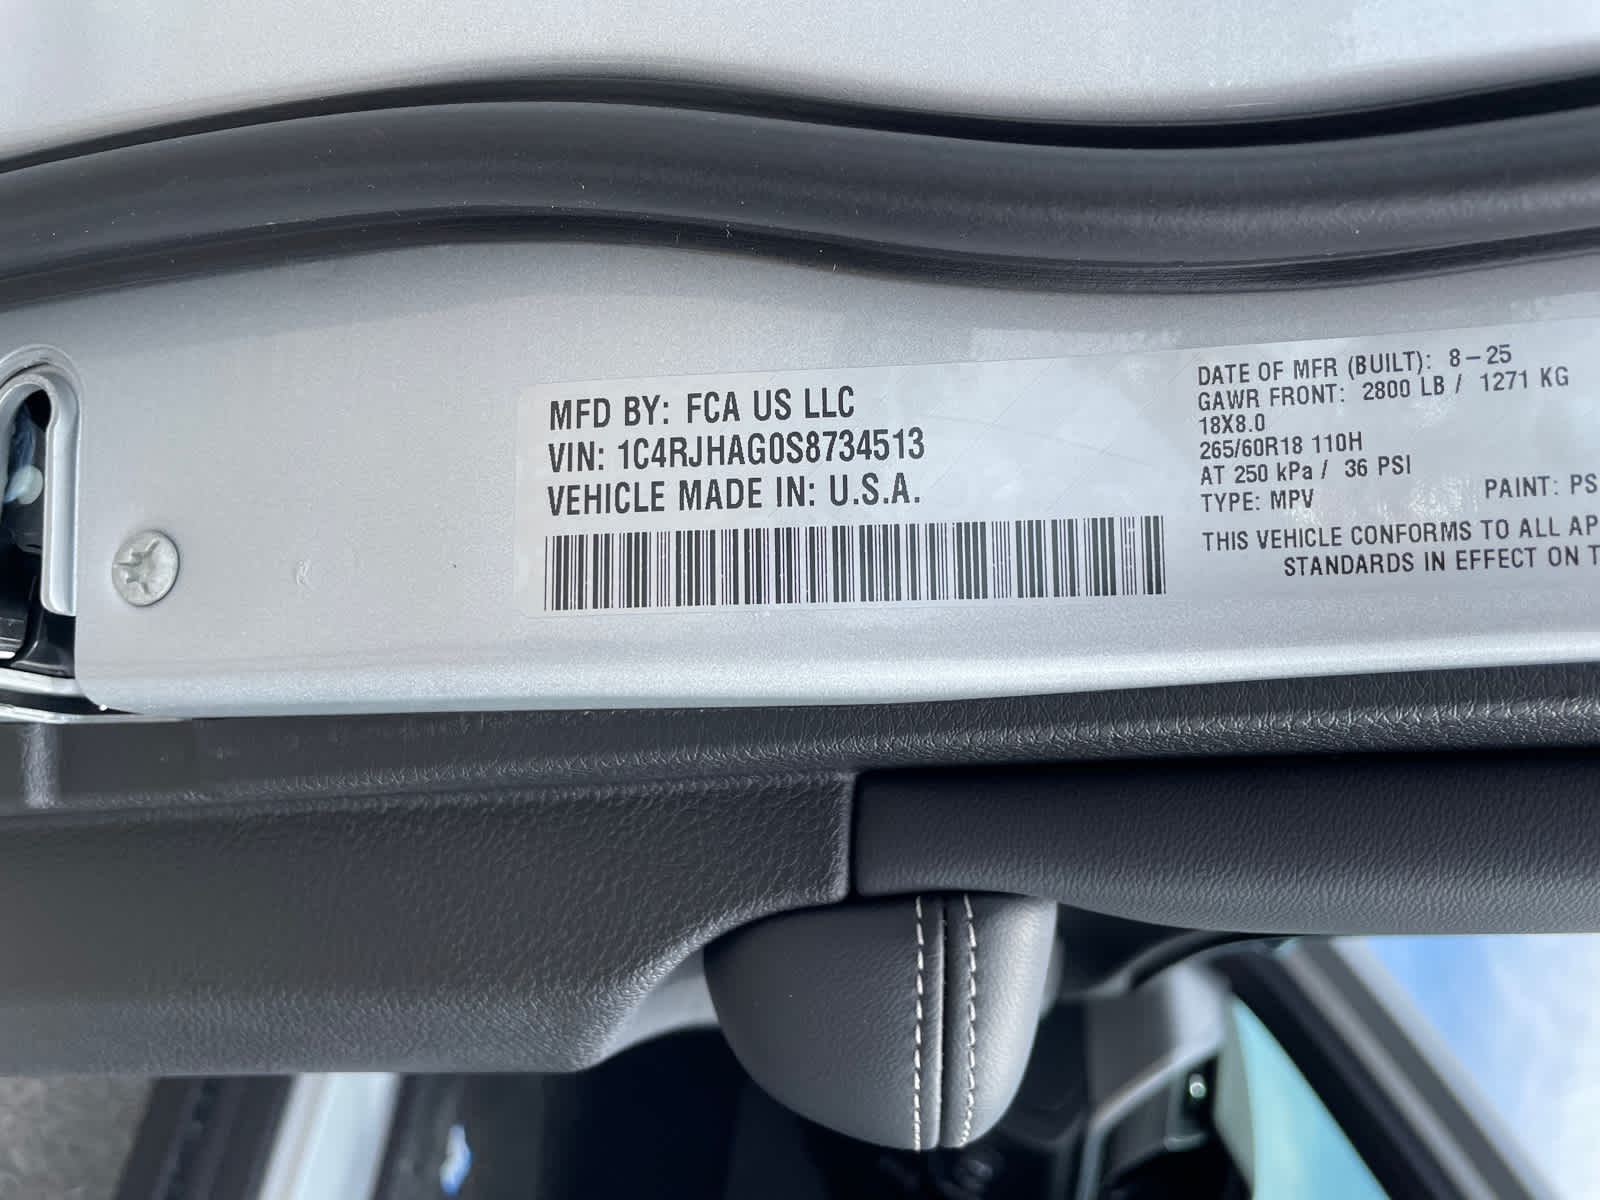 MFD BY: FCA US LLC
VIN: 1C4RJHAG0S8734513
VEHICLE MADE IN: U.S.A.
DATE OF MFR (BUILT): 8-25
GAWR FRONT: 2800 LB / 1271 KG
18X8.0
265/60R18 110H
AT 250 kPa / 36 PSI
TYPE: MPV PAINT: PS
THIS VEHICLE CONFORMS TO ALL AP
STANDARDS IN EFFECT ON T